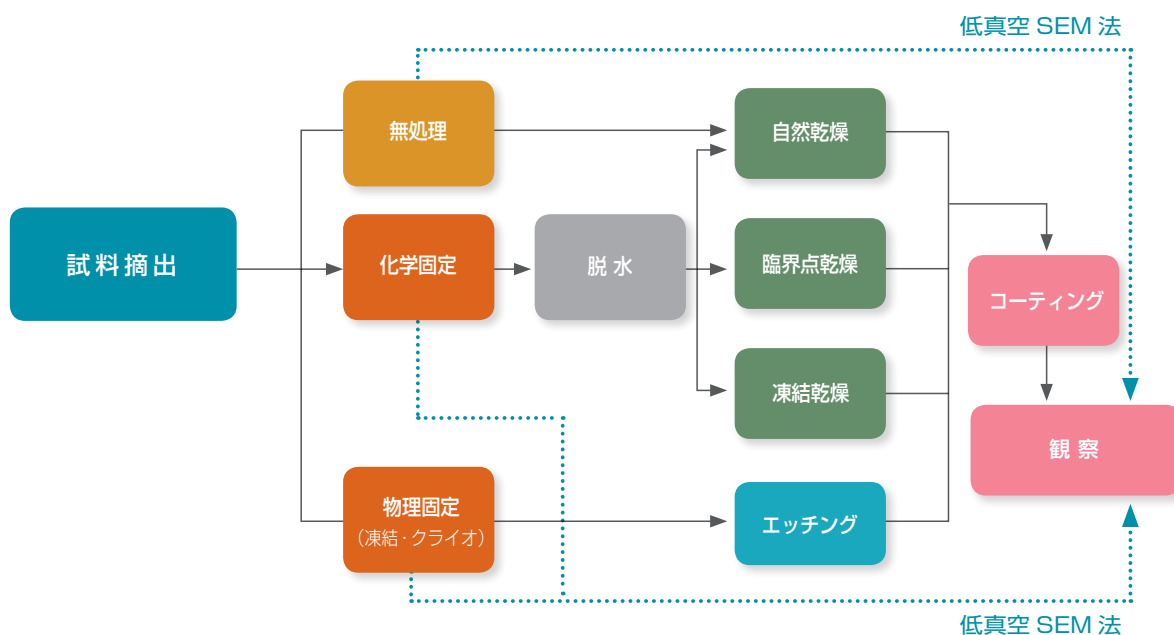 低真空 SEM 法
無処理
自然乾燥
試料摘出
化学固定
脱水
臨界点乾燥
コーティング
凍結乾燥
観察
物理固定
（凍結・クライオ）
エッチング
低真空 SEM 法